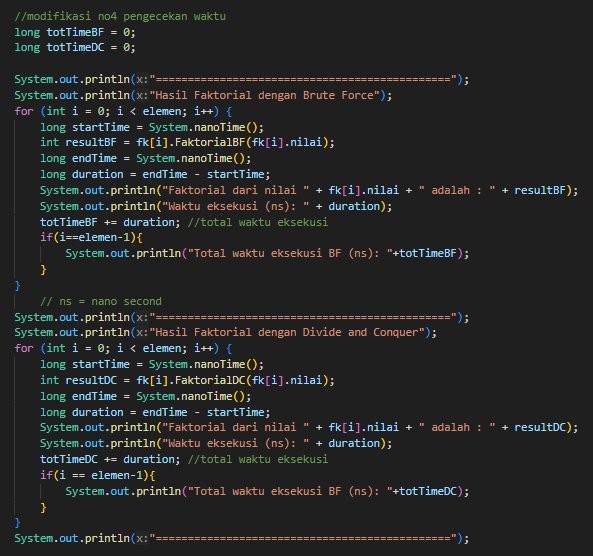 //modifikasi no4 pengecekan waktu
long totTimeBF = 0;
long totTimeDC = 0;

System.out.println(x:"==============================================");
System.out.println(x:"Hasil Faktorial dengan Brute Force");
for (int i = 0; i < elemen; i++) {
    long startTime = System.nanoTime();
    int resultBF = fk[i].FaktorialBF(fk[i].nilai);
    long endTime = System.nanoTime();
    long duration = endTime - startTime;
    System.out.println("Faktorial dari nilai " + fk[i].nilai + " adalah : " + resultBF);
    System.out.println("Waktu eksekusi (ns): " + duration);
    totTimeBF += duration; //total waktu eksekusi
    if(i==elemen-1){
        System.out.println("Total waktu eksekusi BF (ns): "+totTimeBF);
    }
}
    // ns = nano second
System.out.println(x:"==============================================");
System.out.println(x:"Hasil Faktorial dengan Divide and Conquer");
for (int i = 0; i < elemen; i++) {
    long startTime = System.nanoTime();
    int resultDC = fk[i].FaktorialDC(fk[i].nilai);
    long endTime = System.nanoTime();
    long duration = endTime - startTime;
    System.out.println("Faktorial dari nilai " + fk[i].nilai + " adalah : " + resultDC);
    System.out.println("Waktu eksekusi (ns): " + duration);
    totTimeDC += duration; //total waktu eksekusi
    if(i == elemen-1){
        System.out.println("Total waktu eksekusi BF (ns): "+totTimeDC);
    }
}
System.out.println(x:"==============================================");